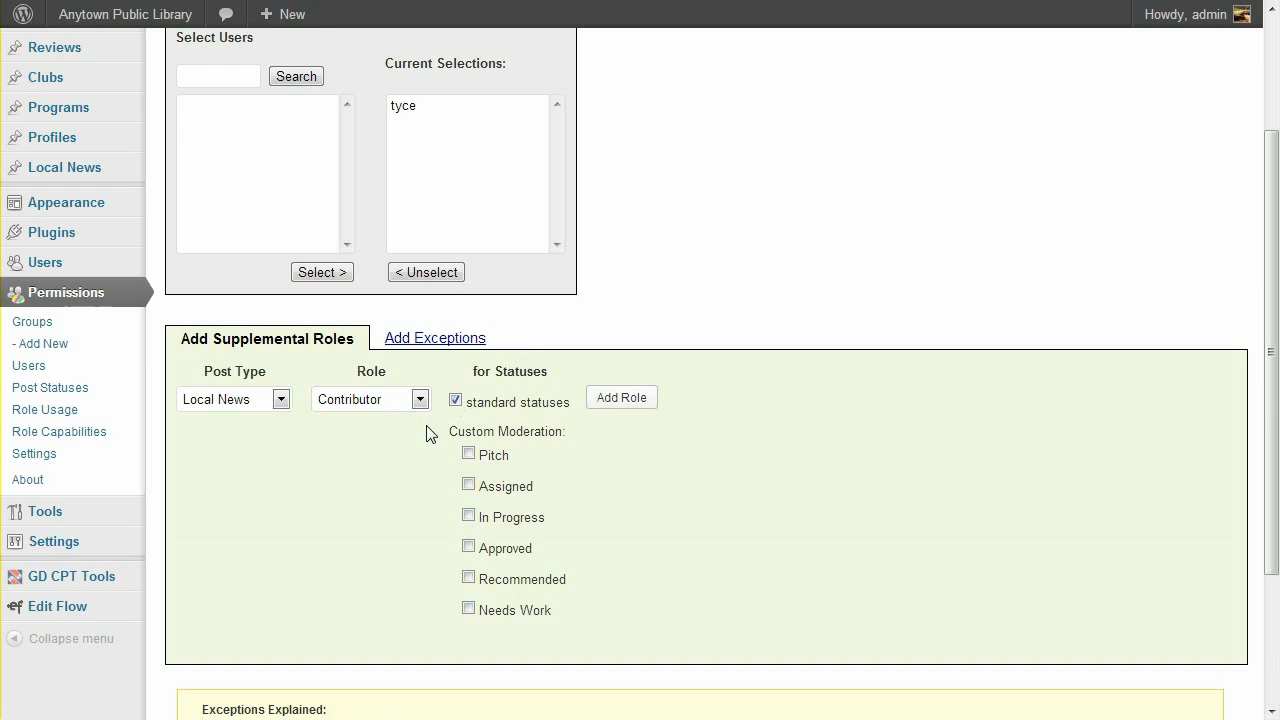 Anytown Public Library
New
Howdy, admin
Reviews
Clubs
Programs
Profiles
Local News
Appearance
Plugins
Users
Permissions
Groups
- Add New
Users
Post Statuses
Role Usage
Role Capabilities
Settings
About
Tools
Settings
GD CPT Tools
ef Edit Flow
Collapse menu
Select Users
Search
Current Selections:
tyce
Select >
< Unselect
Add Supplemental Roles
Add Exceptions
Post Type
Role
for Statuses
Local News
Contributor
standard statuses
Add Role
Custom Moderation:
Pitch
Assigned
In Progress
Approved
Recommended
Needs Work
Exceptions Explained: